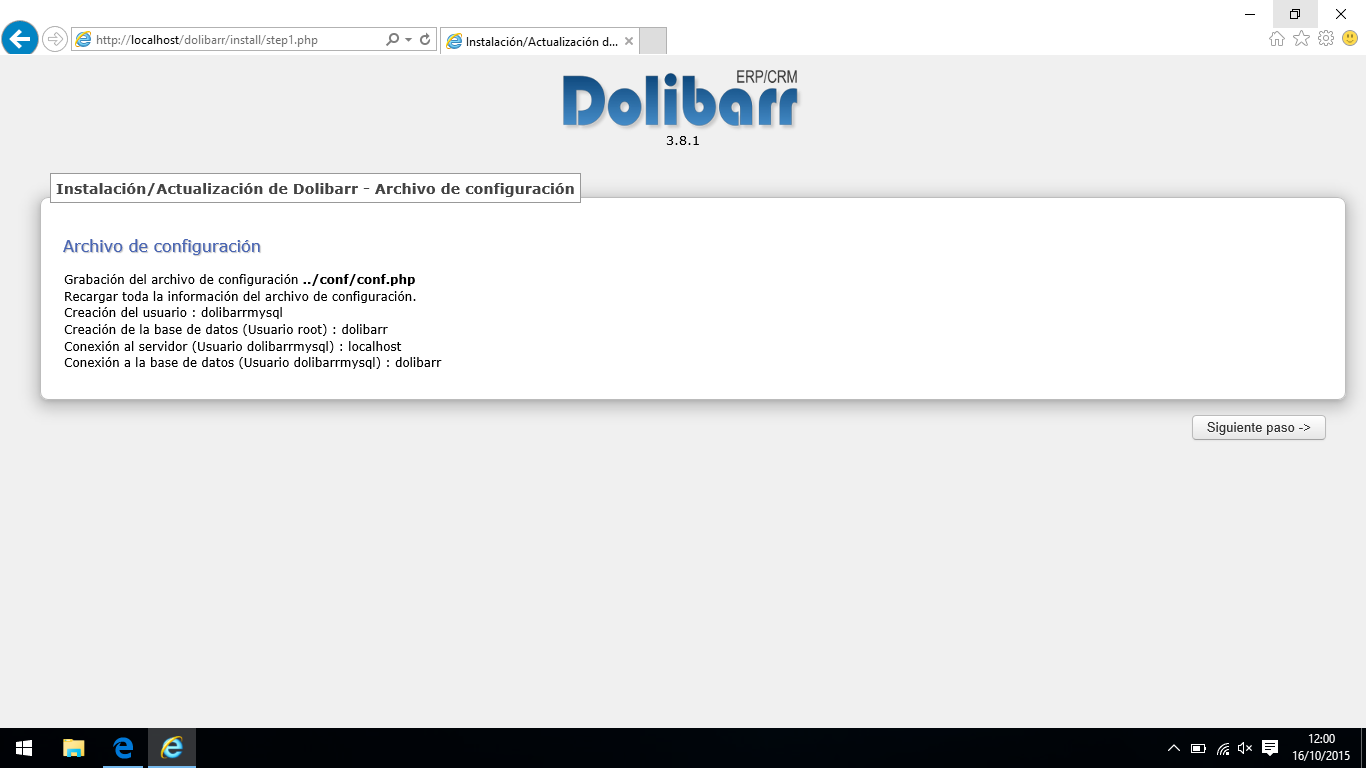 http://localhost/dolibarr/install/step1.php
Instalación/Actualización d...
ERP/CRM
Dolibarr
3.8.1
Instalación/Actualización de Dolibarr - Archivo de configuración
Archivo de configuración
Grabación del archivo de configuración ../conf/conf.php
Recargar toda la información del archivo de configuración.
Creación del usuario : dolibarrmysql
Creación de la base de datos (Usuario root) : dolibarr
Conexión al servidor (Usuario dolibarrmysql) : localhost
Conexión a la base de datos (Usuario dolibarrmysql) : dolibarr
Siguiente paso ->
12:00
16/10/2015